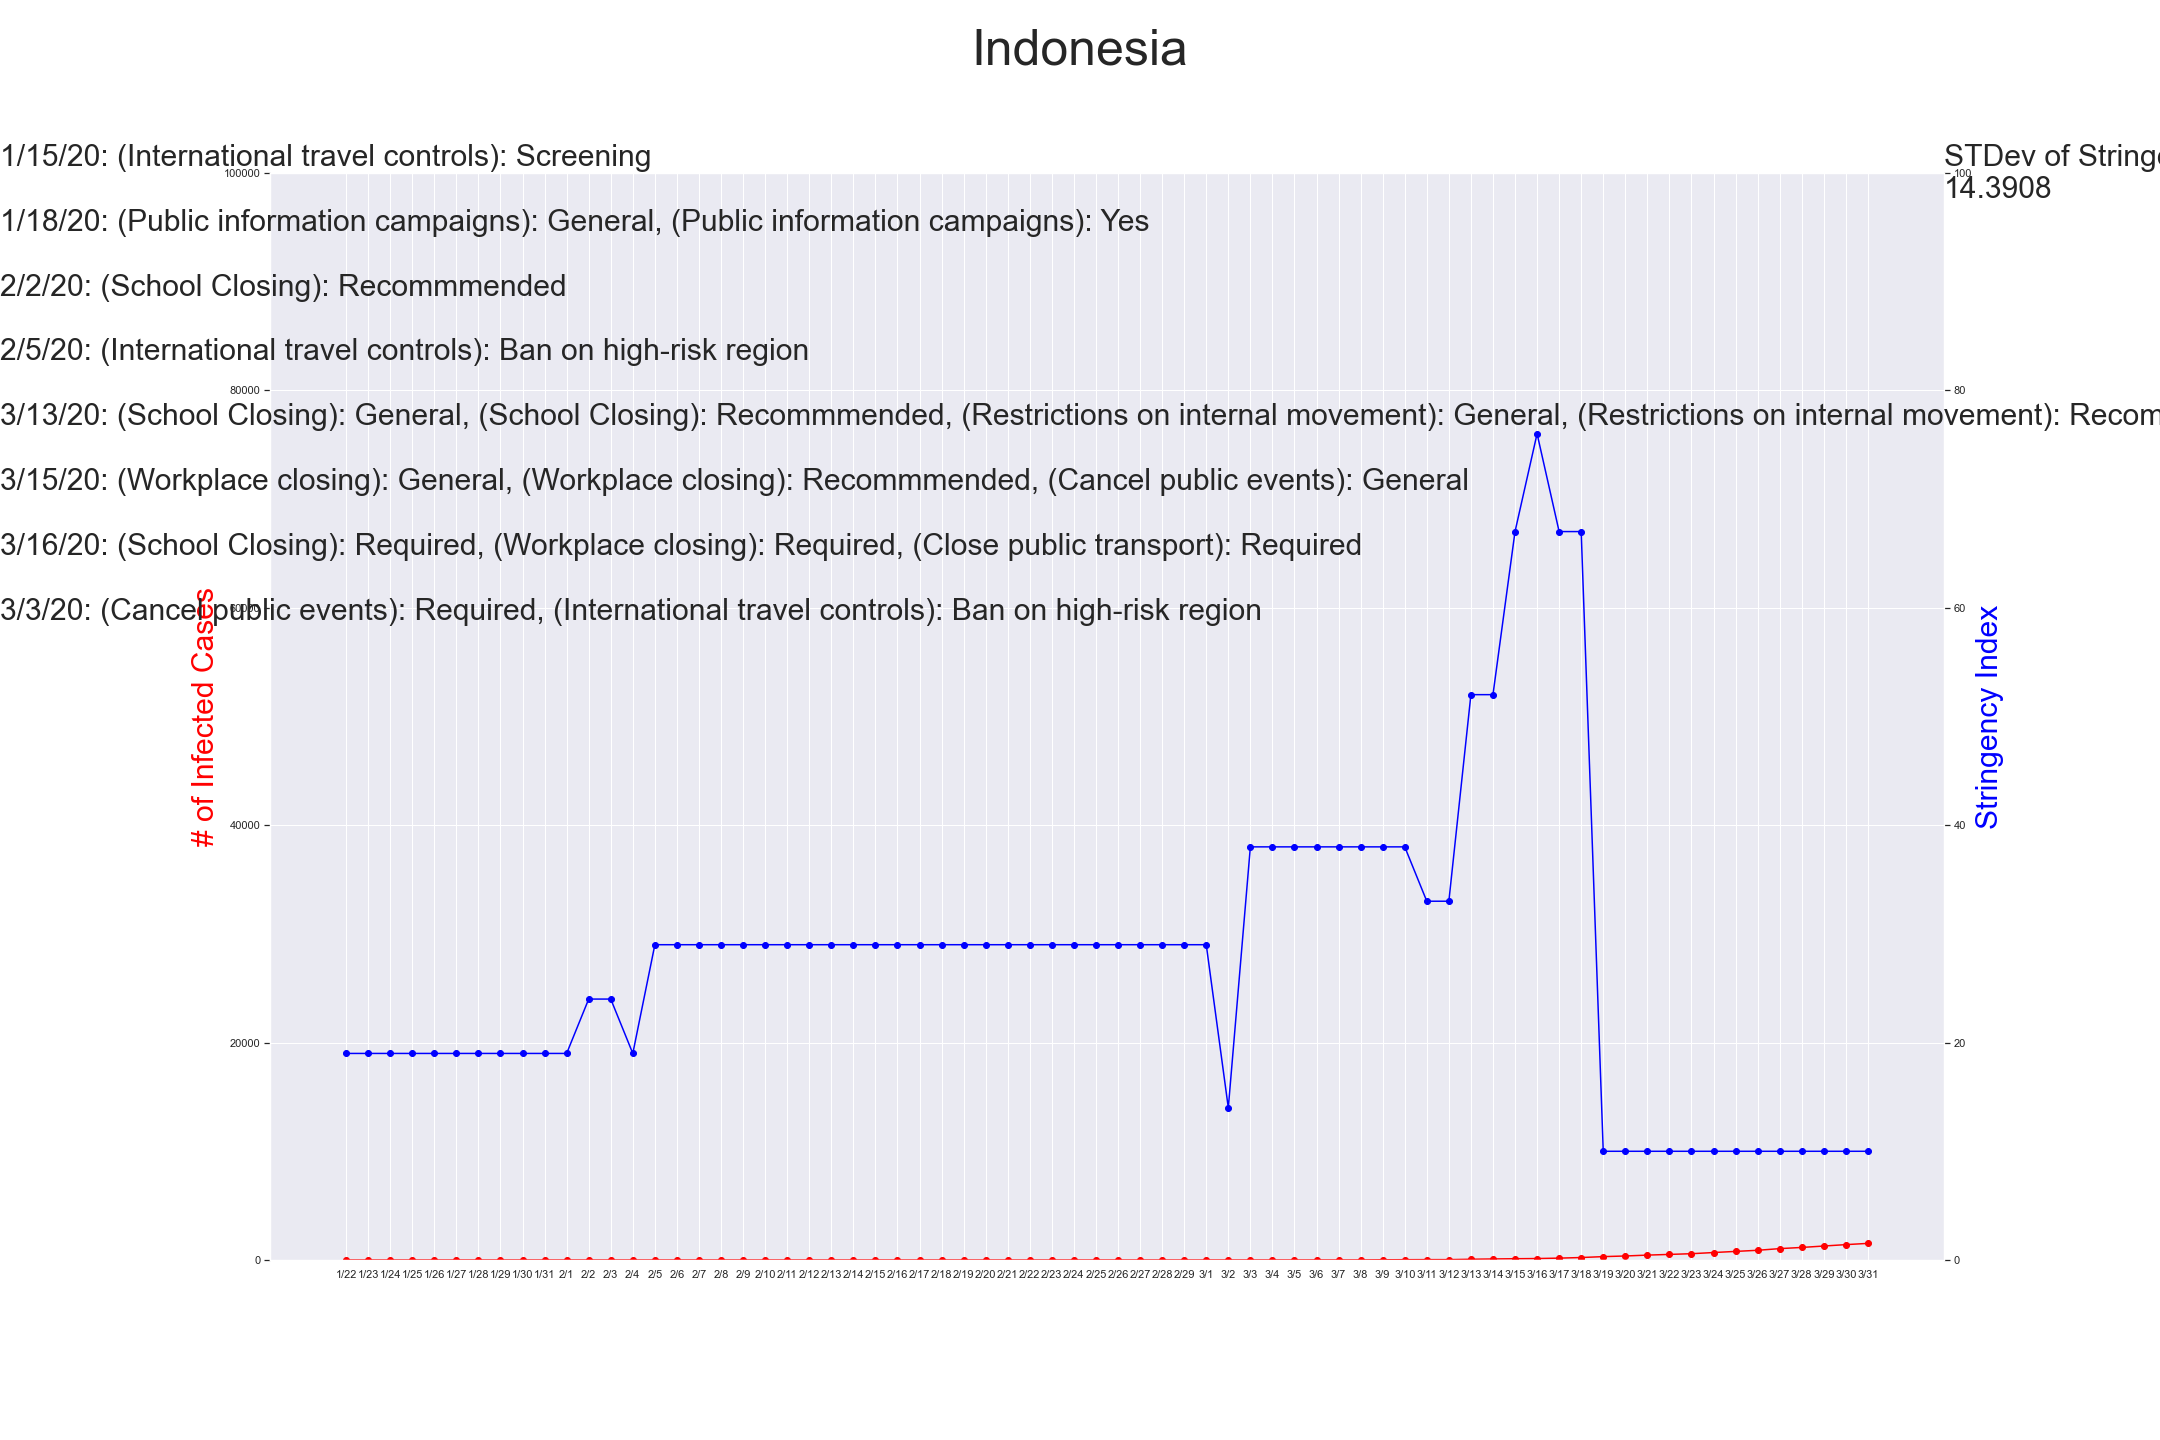 Indonesia
1/15/20: (International travel controls): Screening
STDev of Stringe
14.3908
1/18/20: (Public information campaigns): General, (Public information campaigns): Yes
2/2/20: (School Closing): Recommmended
2/5/20: (International travel controls): Ban on high-risk region
3/13/20: (School Closing): General, (School Closing): Recommmended, (Restrictions on internal movement): General, (Restrictions on internal movement): Recom
3/15/20: (Workplace closing): General, (Workplace closing): Recommmended, (Cancel public events): General
3/16/20: (School Closing): Required, (Workplace closing): Required, (Close public transport): Required
3/3/20: (Cancel public events): Required, (International travel controls): Ban on high-risk region
# of Infected Cases
100000
80000
60000
40000
20000
0
Stringency Index
100
80
60
40
20
0
1/22 1/23 1/24 1/25 1/26 1/27 1/28 1/29 1/30 1/31 2/1 2/2 2/3 2/4 2/5 2/6 2/7 2/8 2/9 2/10 2/11 2/12 2/13 2/14 2/15 2/16 2/17 2/18 2/19 2/20 2/21 2/22 2/23 2/24 2/25 2/26 2/27 2/28 2/29 3/1 3/2 3/3 3/4 3/5 3/6 3/7 3/8 3/9 3/10 3/11 3/12 3/13 3/14 3/15 3/16 3/17 3/18 3/19 3/20 3/21 3/22 3/23 3/24 3/25 3/26 3/27 3/28 3/29 3/30 3/31